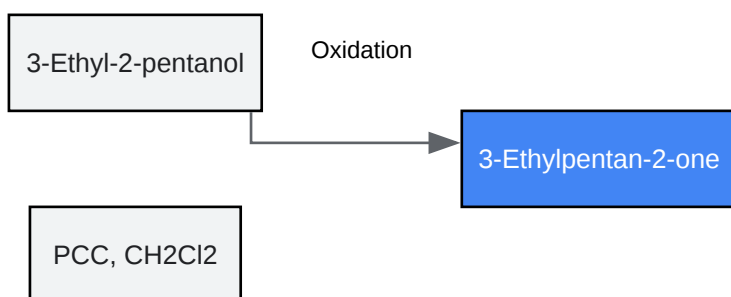 3-Ethyl-2-pentanol
Oxidation
3-Ethylpentan-2-one
PCC, CH2Cl2